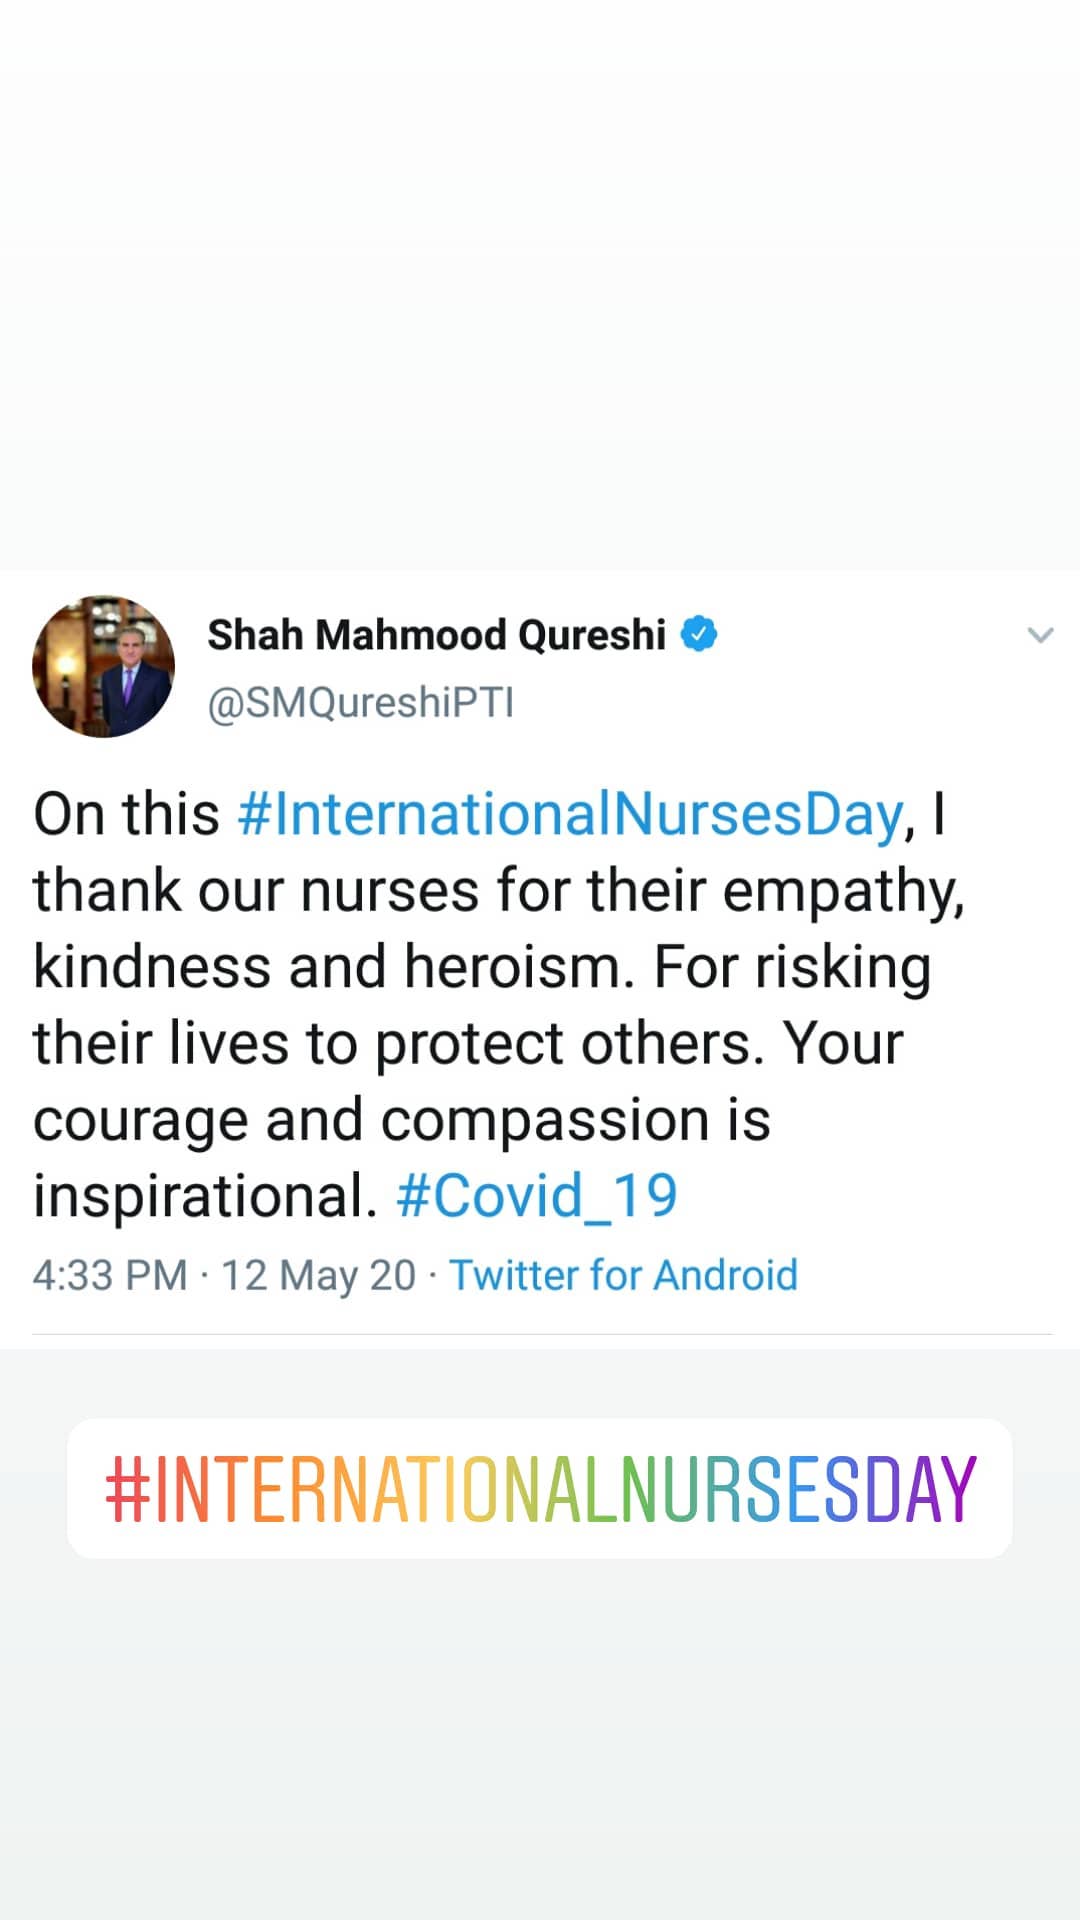 Shah Mahmood Qureshi
@SMQureshiPTI
On this #InternationalNursesDay, I
thank our nurses for their empathy,
kindness and heroism. For risking
their lives to protect others. Your
courage and compassion is
inspirational. #Covid_19
4:33 PM · 12 May 20 · Twitter for Android
#INTERNATIONALNURSESDAY